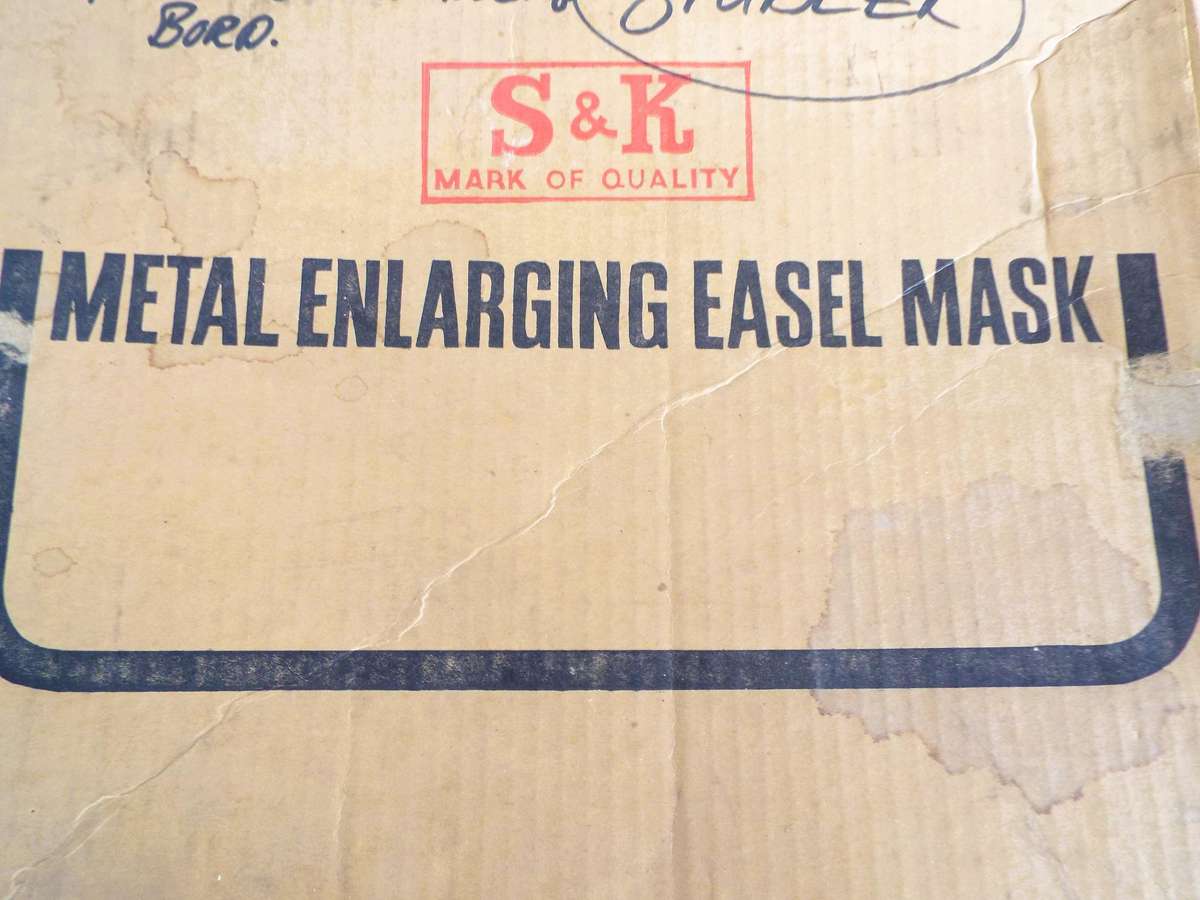 BORD.
S & K
MARK OF QUALITY
METAL ENLARGING EASEL MASK